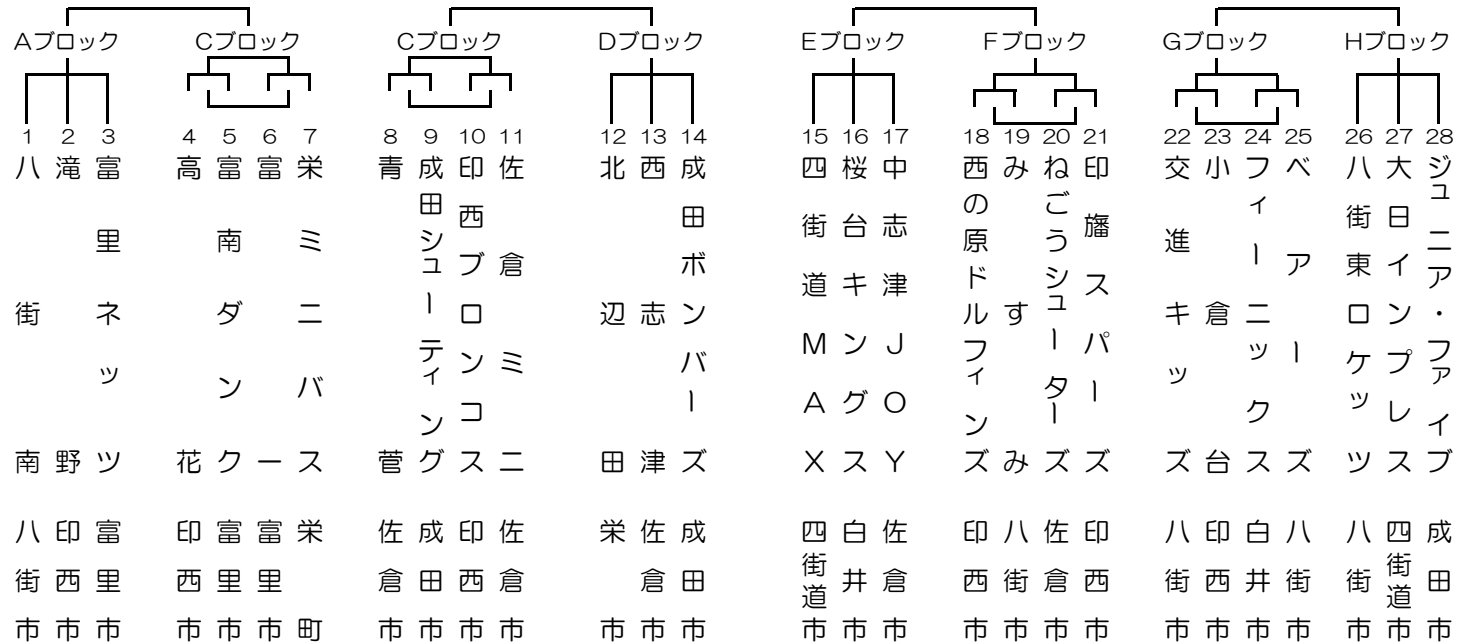 Aブロック
Cブロック
Cブロック
Dブロック
Eブロック
Fブロック
Gブロック
Hブロック
1
八街南
八街市
2
滝野
印西市
3
富里ネッツ
富里市
4
高花
印西市
5
富南ダンク
富里市
6
富一
富里市
7
栄ミニバス
栄町
8
青菅
佐倉市
9
成田シューティング
成田市
10
印西ブロンコス
印西市
11
佐倉ミニ
佐倉市
12
北辺田
栄市
13
西志津
佐倉市
14
成田ボンバーズ
成田市
15
四街道MAX
四街道市
16
桜台キングス
白井市
17
中志津JOY
佐倉市
18
西の原ドルフィンズ
印西市
19
みすみ
八街市
20
ねごうシューターズ
佐倉市
21
印旛スパーズ
印西市
22
交進キッズ
八街市
23
小倉台
印西市
24
フィーニックス
白井市
25
ベアーズ
八街市
26
八街東ロケッツ
八街市
27
大日インプレス
四街道市
28
ジュニア・ファイブ
成田市